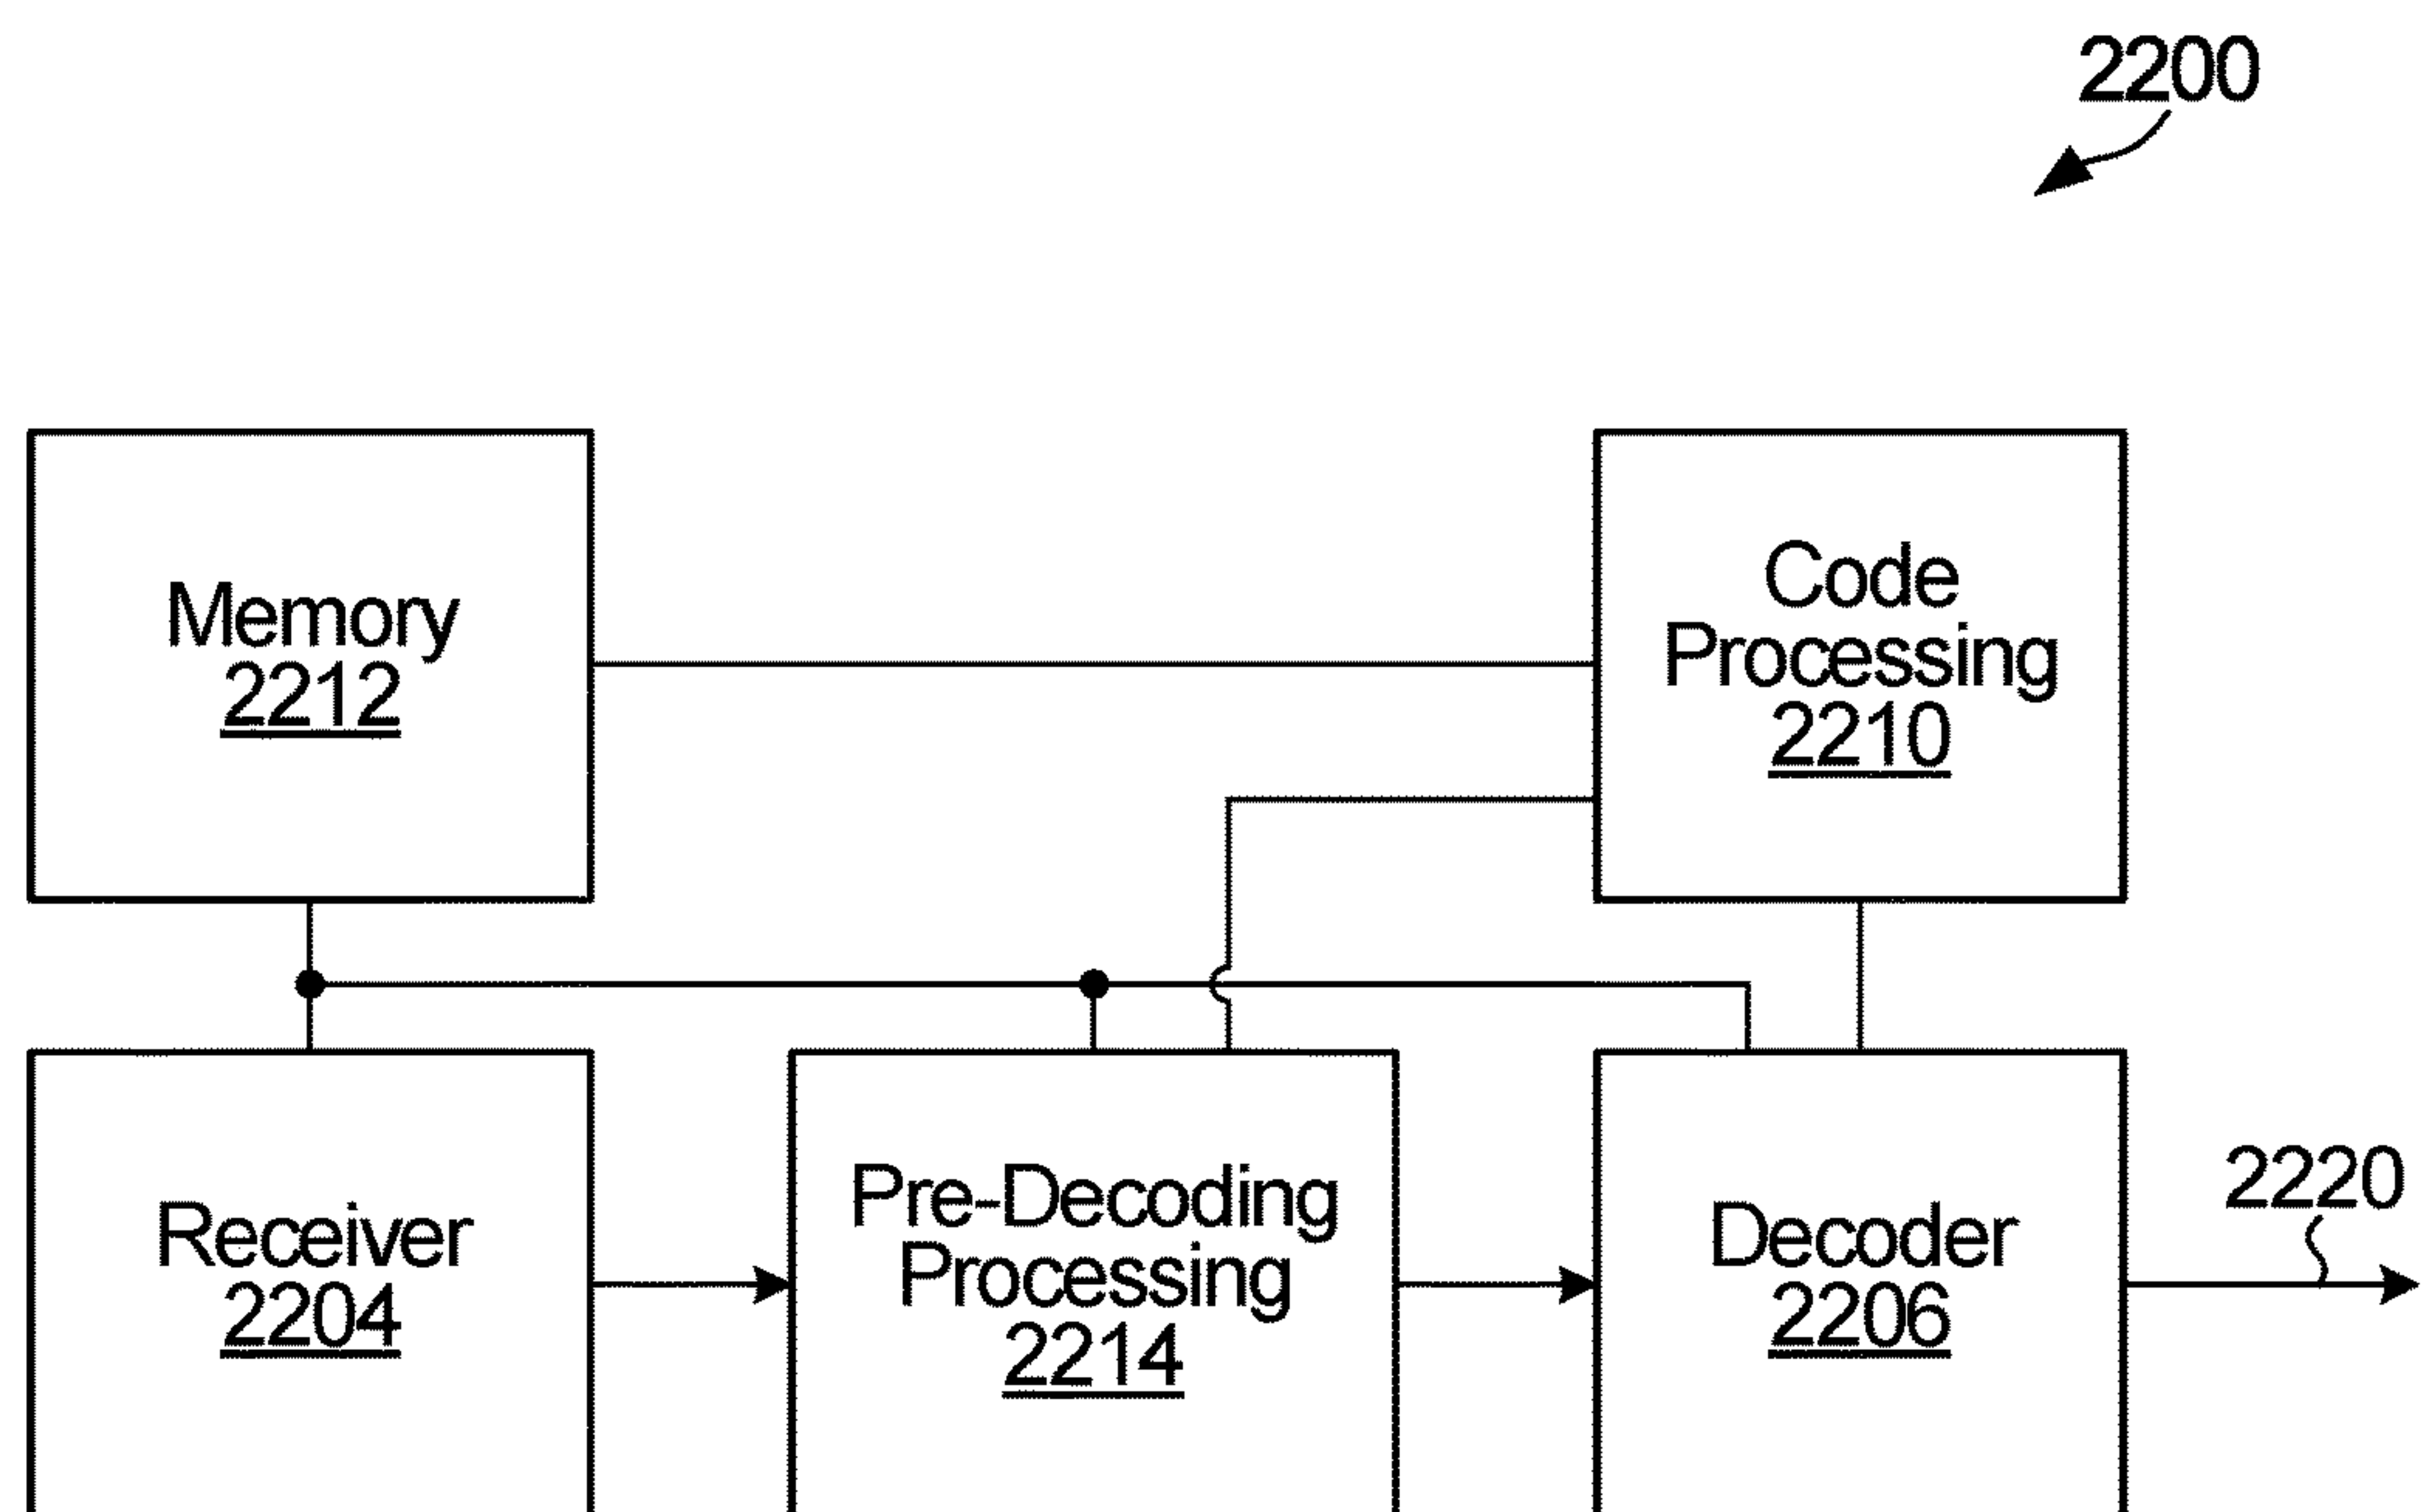 2200
Memory
2212
Code
Processing
2210
Receiver
2204
Pre-Decoding
Processing
2214
Decoder
2206
2220